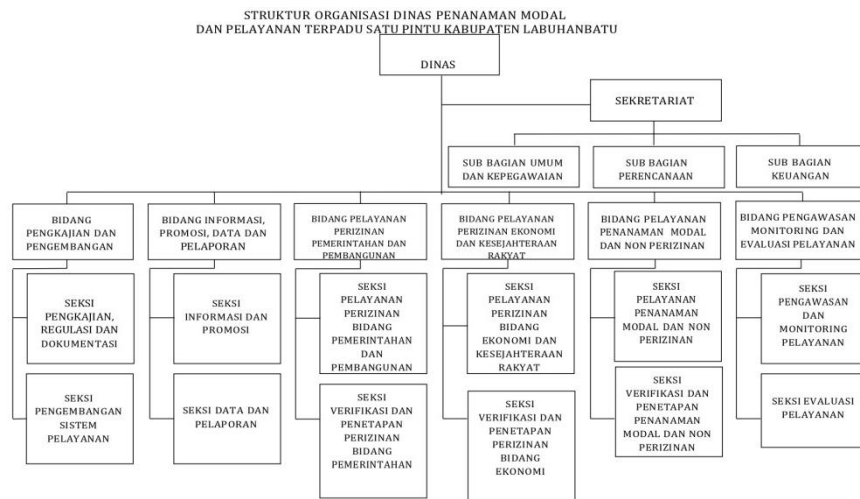 STRUKTUR ORGANISASI DINAS PENANAMAN MODAL
DAN PELAYANAN TERPADU SATU PINTU KABUPATEN LABUHANBATU
DINAS
SEKRETARIAT
SUB BAGIAN UMUM
DAN KEPEGAWAIAN
SUB BAGIAN
PERENCANAAN
SUB BAGIAN
KEUANGAN
BIDANG
PENGKAJIAN DAN
PENGEMBANGAN
BIDANG INFORMASI,
PROMOSI, DATA DAN
PELAPORAN
BIDANG PELAYANAN
PERIZINAN
PEMERINTAHAN DAN
PEMBANGUNAN
BIDANG PELAYANAN
PERIZINAN EKONOMI
DAN KESEJAHTERAAN
RAKYAT
BIDANG PELAYANAN
PENANAMAN MODAL
DAN NON PERIZINAN
BIDANG PENGAWASAN
MONITORING DAN
EVALUASI PELAYANAN
SEKSI
PENGKAJIAN,
REGULASI DAN
DOKUMENTASI
SEKSI
INFORMASI DAN
PROMOSI
SEKSI
PELAYANAN
PERIZINAN
BIDANG
PEMERINTAHAN
DAN
PEMBANGUNAN
SEKSI
PELAYANAN
PERIZINAN
BIDANG
EKONOMI DAN
KESEJAHTERAAN
RAKYAT
SEKSI
PELAYANAN
PENANAMAN
MODAL DAN NON
PERIZINAN
SEKSI
PENGAWASAN
DAN
MONITORING
PELAYANAN
SEKSI
PENGEMBANGAN
SISTEM
PELAYANAN
SEKSI DATA DAN
PELAPORAN
SEKSI
VERIFIKASI DAN
PENETAPAN
PERIZINAN
BIDANG
PEMERINTAHAN
SEKSI
VERIFIKASI DAN
PENETAPAN
PERIZINAN
BIDANG
EKONOMI
SEKSI
VERIFIKASI DAN
PENETAPAN
PENANAMAN
MODAL DAN NON
PERIZINAN
SEKSI EVALUASI
PELAYANAN